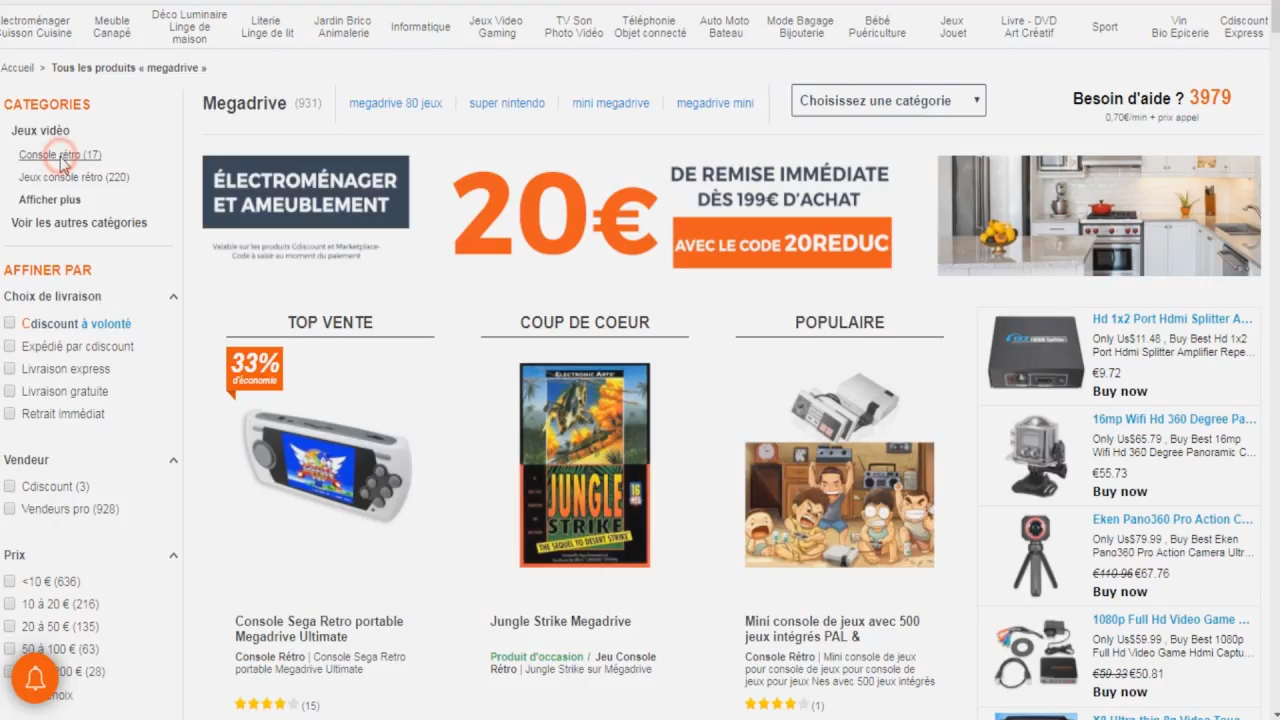 Meuble
Canapé
Déco Luminaire
Linge de
maison
Literie
Linge de lit
Jardin Brico
Animalerie
Informatique
Jeux Video
Gaming
TV Son
Photo Vidéo
Téléphonie
Objet connecté
Auto Moto
Bateau
Mode Bagage
Bijouterie
Bébé
Puériculture
Jeux
Jouet
Livre - DVD
Art Créatif
Sport
Vin
Bio Epicerie
Cdiscount
Express
Accueil > Tous les produits « megadrive »
CATEGORIES
Jeux vidéo
Console rétro (17)
Jeux console rétro (220)
Afficher plus
Voir les autres catégories
AFFINER PAR
Choix de livraison
Cdiscount à volonté
Expédié par cdiscount
Livraison express
Livraison gratuite
Retrait immédiat
Vendeur
Cdiscount (3)
Vendeurs pro (928)
Prix
<10 € (636)
10 à 20 € (216)
20 à 50 € (135)
50 à 100 € (63)
(28)
Megadrive (931)
megadrive 80 jeux
super nintendo
mini megadrive
megadrive mini
Choisissez une catégorie
Besoin d'aide ? 3979
0,70€/min + prix appel
ÉLECTROMÉNAGER
ET AMEUBLEMENT
Valable sur les produits Cdiscount et Marketplace-
Code à saisir au moment du paiement
20€
DE REMISE IMMÉDIATE
DÈS 199€ D'ACHAT
AVEC LE CODE 20REDUC
TOP VENTE
33%
d'économie
Console Sega Retro portable
Megadrive Ultimate
Console Rétro | Console Sega Retro
portable Megadrive Ultimate
(15)
COUP DE COEUR
ELECTRONIC ARTS
JUNGLE
STRIKE
16
THE SEQUEL TO DESERT STRIKE
Jungle Strike Megadrive
Produit d'occasion / Jeu Console
Rétro | Jungle Strike sur Mégadrive
POPULAIRE
Mini console de jeux avec 500
jeux intégrés PAL &
Console Rétro | Mini console de jeux
pour console de jeux pour console de
jeux pour jeux Nes avec 500 jeux intégrés
(1)
Hd 1x2 Port Hdmi Splitter A...
Only Us$11.48 , Buy Best Hd 1x2
Port Hdmi Splitter Amplifier Repe...
€9.72
Buy now
16mp Wifi Hd 360 Degree Pa...
Only Us$65.79 , Buy Best 16mp
Wifi Hd 360 Degree Panoramic C...
€55.73
Buy now
Eken Pano360 Pro Action C...
Only Us$79.99 , Buy Best Eken
Pano360 Pro Action Camera Ultr...
€110.96 €67.76
Buy now
1080p Full Hd Video Game ...
Only Us$59.99 , Buy Best 1080p
Full Hd Video Game Hdmi Captu...
€59.33 €50.81
Buy now